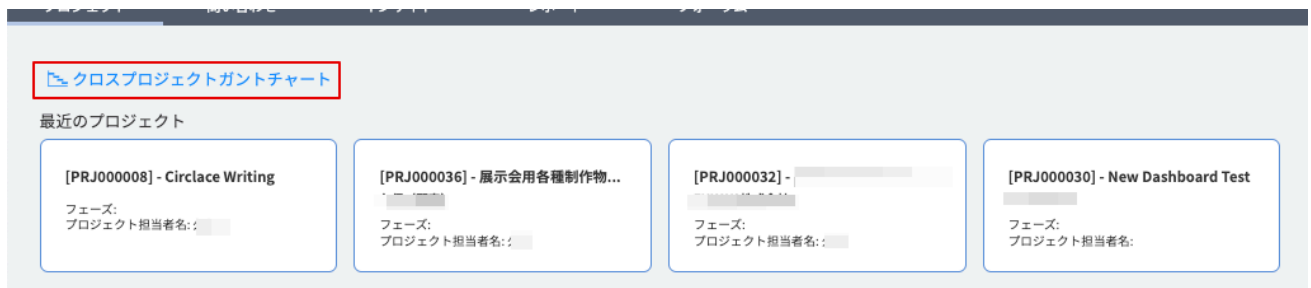 クロスプロジェクトガントチャート
最近のプロジェクト
[PRJ000008] - Circlace Writing
フェーズ:
プロジェクト担当者名:
[PRJ000036] - 展示会用各種制作物...
フェーズ:
プロジェクト担当者名:
[PRJ000032] -
フェーズ:
プロジェクト担当者名:
[PRJ000030] - New Dashboard Test
フェーズ:
プロジェクト担当者名: